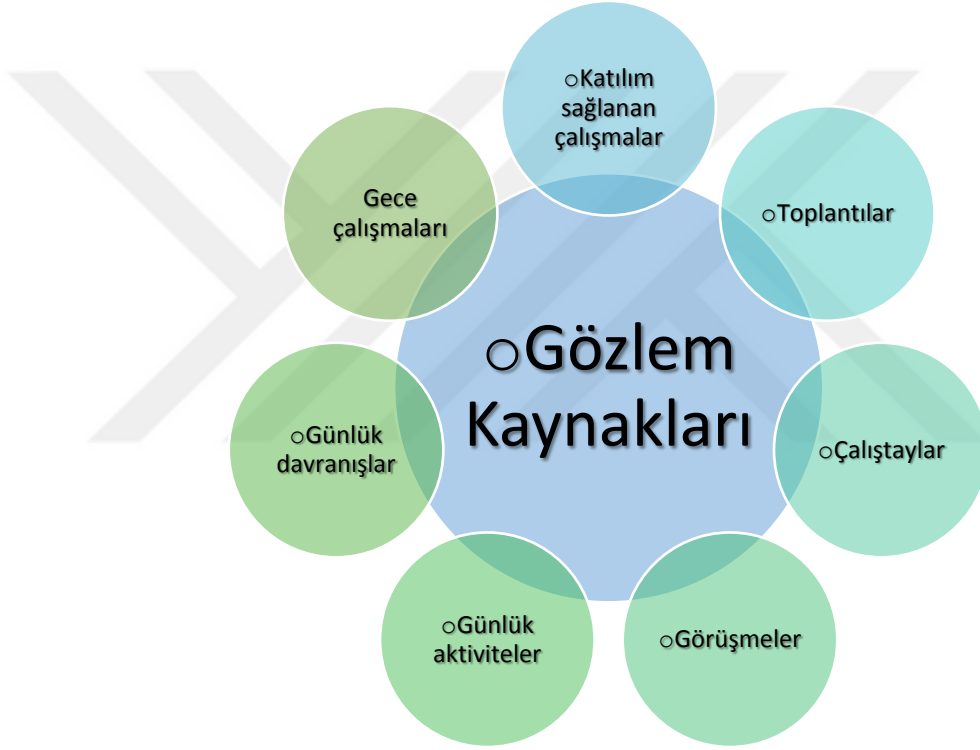 ○Katılım
sağlanan
çalışmalar
○Toplantılar
○Çalıştaylar
○Görüşmeler
○Günlük
aktiviteler
○Günlük
davranışlar
Gece
çalışmaları
○Gözlem
Kaynakları